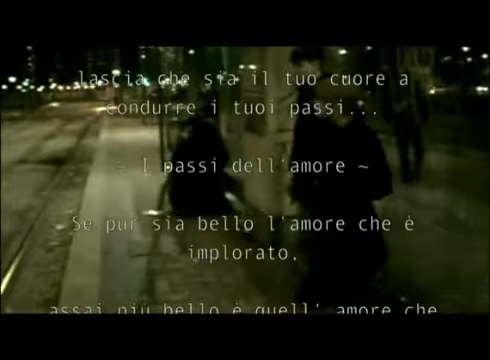 lascia che sia il tuo cuore a
condurre i tuoi passi...
~ I passi dell'amore ~
Se pur sia bello l'amore che è
implorato.
assai più bello è quell' amore che